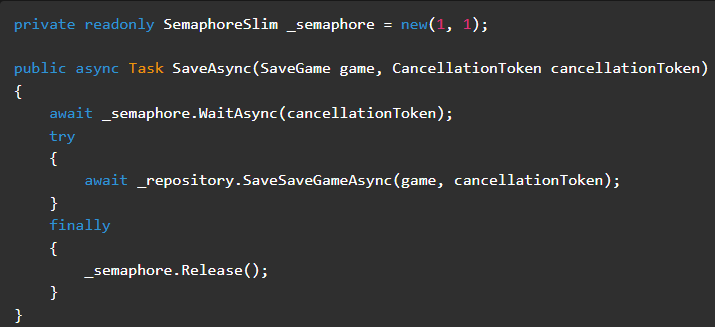 private readonly SemaphoreSlim _semaphore = new(1, 1);
public async Task SaveAsync(SaveGame game, CancellationToken cancellationToken)
{
    await _semaphore.WaitAsync(cancellationToken);
    try
    {
        await _repository.SaveSaveGameAsync(game, cancellationToken);
    }
    finally
    {
        _semaphore.Release();
    }
}